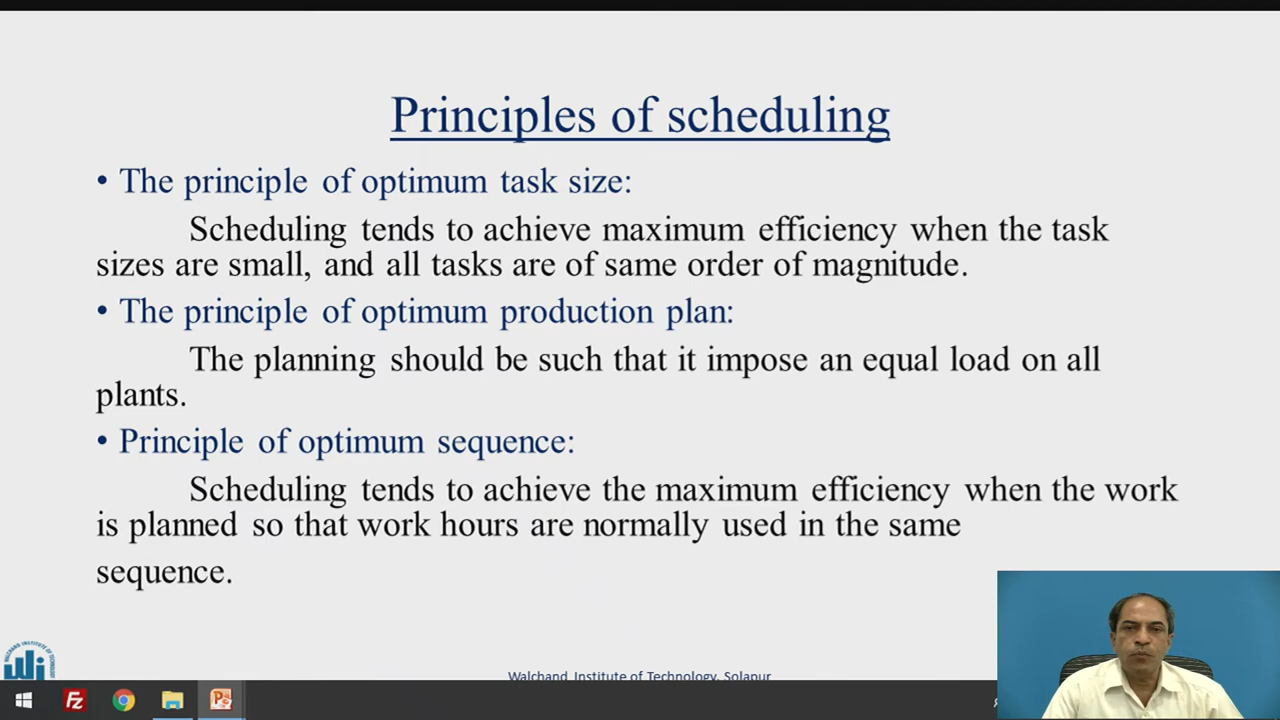 Principles of scheduling
• The principle of optimum task size:
Scheduling tends to achieve maximum efficiency when the task
sizes are small, and all tasks are of same order of magnitude.
• The principle of optimum production plan:
The planning should be such that it impose an equal load on all
plants.
• Principle of optimum sequence:
Scheduling tends to achieve the maximum efficiency when the work
is planned so that work hours are normally used in the same
sequence.
WALCHAND INSTITUTE OF TECHNOLOGY
Walchand Institute of Technology, Solapur